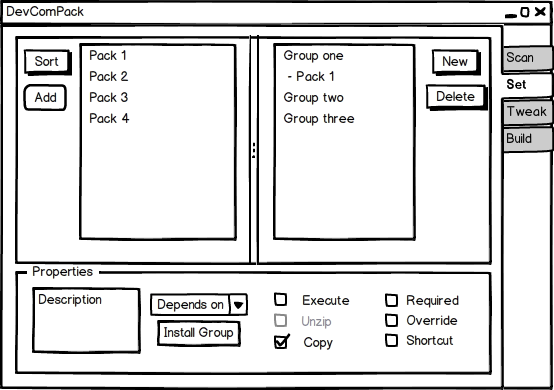 DevComPack
Sort
Add
Pack 1
Pack 2
Pack 3
Pack 4
Group one
- Pack 1
Group two
Group three
New
Delete
Scan
Set
Tweak
Build
Properties
Description
Depends on
Install Group
Execute
Unzip
Copy
Required
Override
Shortcut